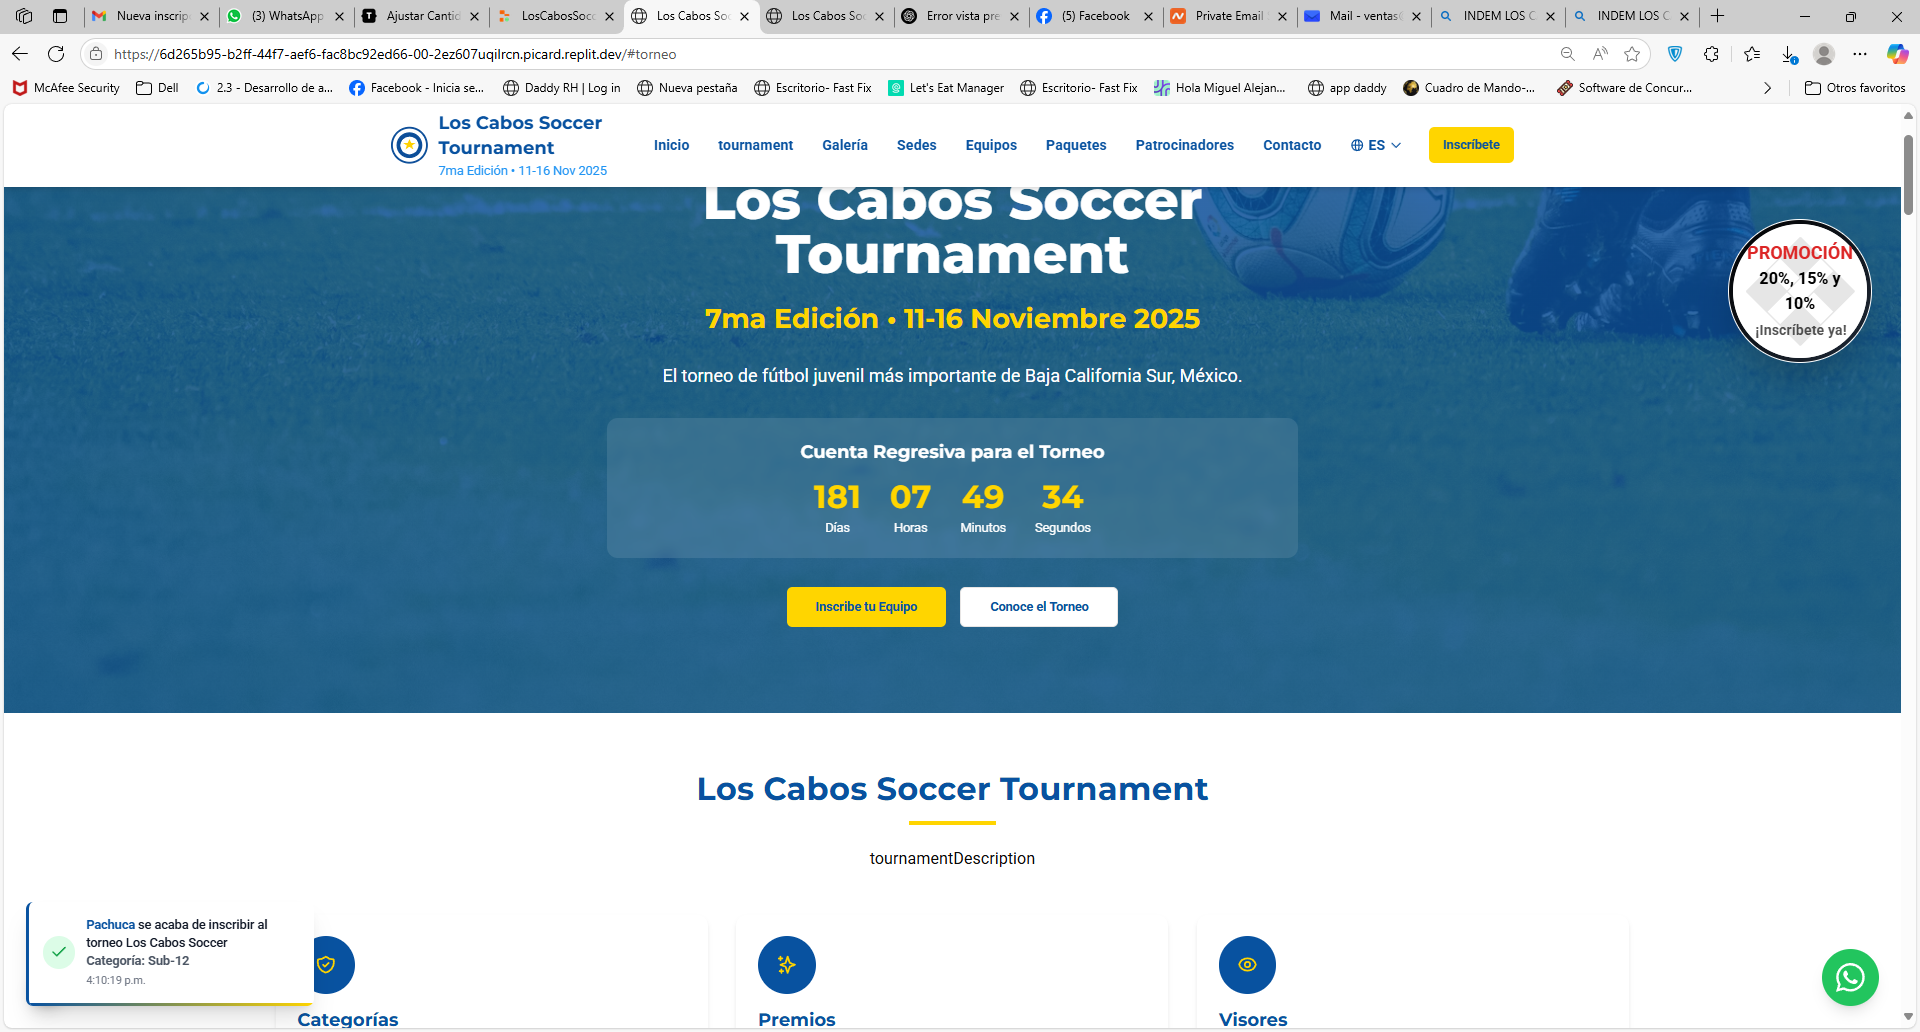 Nueva inscrip
(3) WhatsApp
Ajustar Cantid
LosCabosSocc
Los Cabos Soc
Los Cabos Soc
Error vista pre
(5) Facebook
Private Email
Mail - ventas
INDEM LOS C
INDEM LOS C
https://6d265b95-b2ff-44f7-aef6-fac8bc92ed66-00-2ez607uqilrcn.picard.replit.dev/#torneo
McAfee Security
Dell
2.3 - Desarrollo de a...
Facebook - Inicia se...
Daddy RH | Log in
Nueva pestaña
Escritorio- Fast Fix
Let's Eat Manager
Escritorio- Fast Fix
Hola Miguel Alejan...
app daddy
Cuadro de Mando-...
Software de Concur...
Otros favoritos
Los Cabos Soccer
Tournament
7ma Edición • 11-16 Nov 2025
Inicio
tournament
Galería
Sedes
Equipos
Paquetes
Patrocinadores
Contacto
ES
Inscríbete
Los Cabos Soccer
Tournament
7ma Edición • 11-16 Noviembre 2025
El torneo de fútbol juvenil más importante de Baja California Sur, México.
PROMOCIÓN
20%, 15% y
10%
¡Inscríbete ya!
Cuenta Regresiva para el Torneo
181 07 49 34
Días Horas Minutos Segundos
Inscribe tu Equipo
Conoce el Torneo
Los Cabos Soccer Tournament
tournamentDescription
Pachuca se acaba de inscribir al
torneo Los Cabos Soccer
Categoría: Sub-12
4:10:19 p.m.
Categorías
Premios
Visores